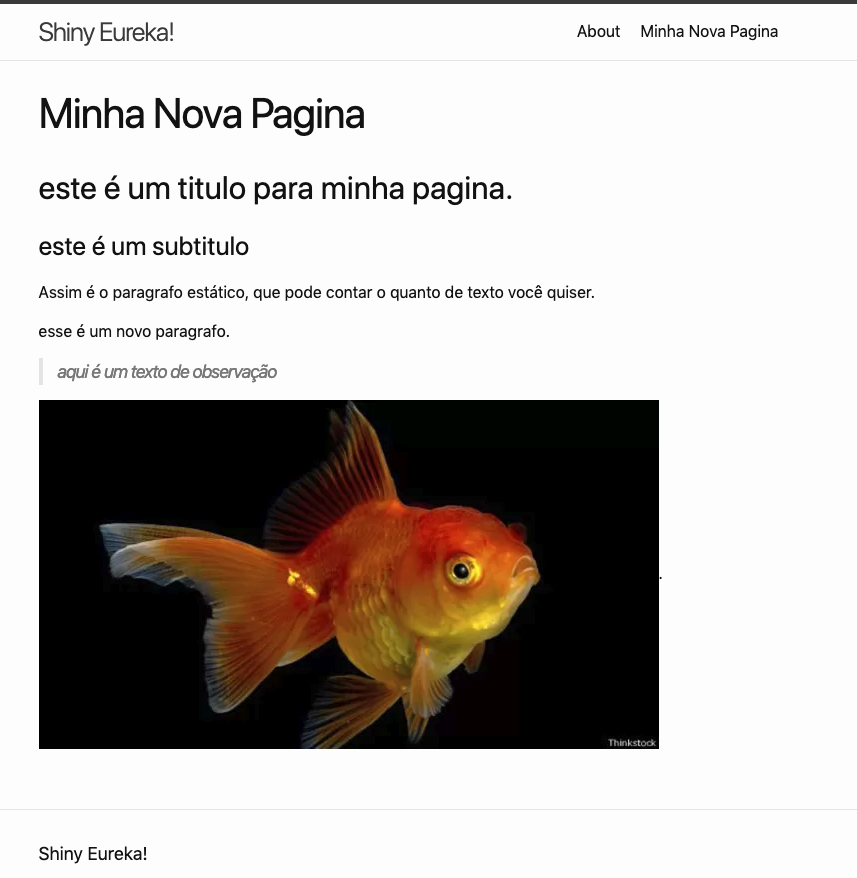 Shiny Eureka!
About Minha Nova Pagina
Minha Nova Pagina
este é um titulo para minha pagina.
este é um subtitulo
Assim é o paragrafo estático, que pode contar o quanto de texto você quiser.
esse é um novo paragrafo.
aqui é um texto de observação
.
Thinkstock
Shiny Eureka!